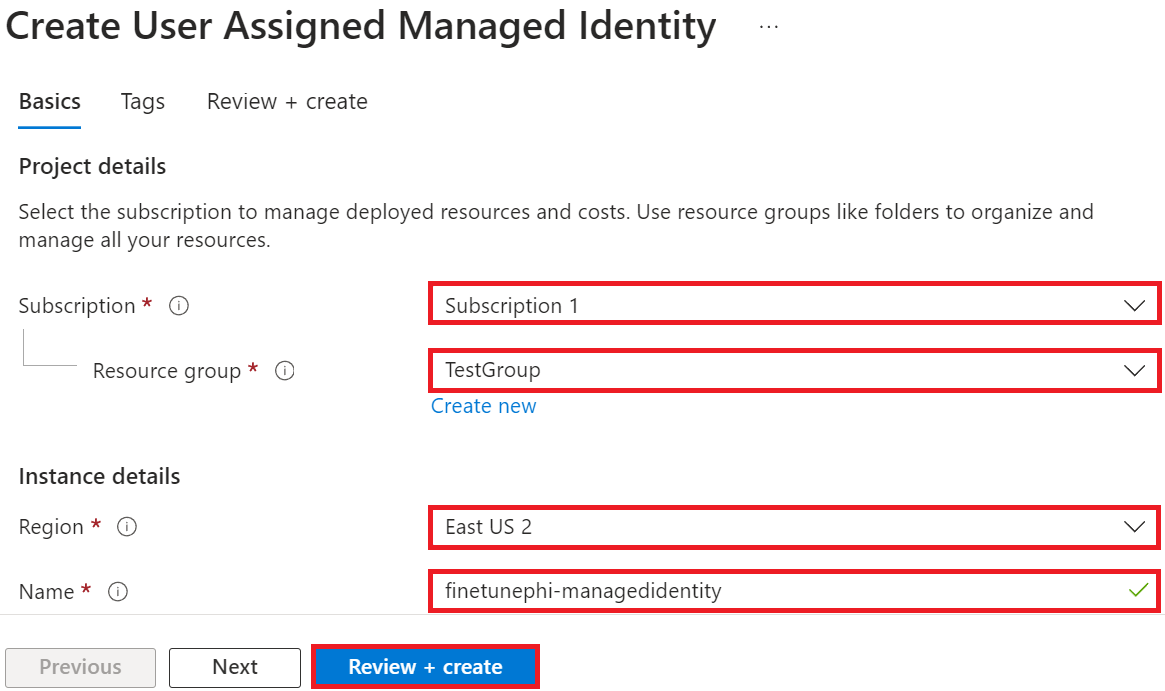 Create User Assigned Managed Identity ...
Basics Tags Review + create
Project details
Select the subscription to manage deployed resources and costs. Use resource groups like folders to organize and
manage all your resources.
Subscription * Subscription 1
Resource group * TestGroup
Create new
Instance details
Region * East US 2
Name * finetunephi-managedidentity
Previous Next Review + create